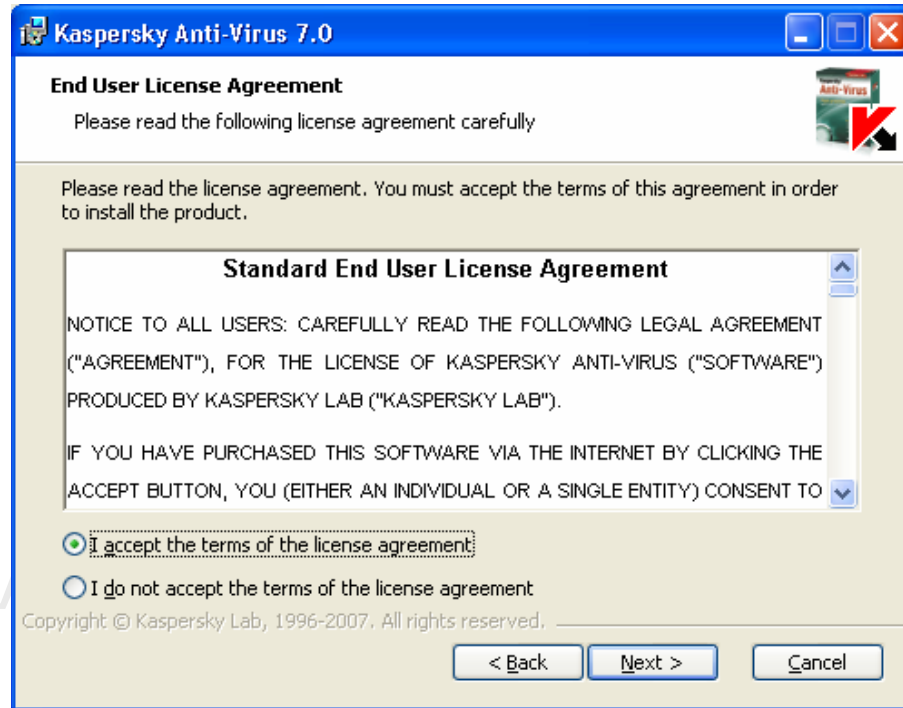 Kaspersky Anti-Virus 7.0
End User License Agreement
Please read the following license agreement carefully
Anti-Virus
Please read the license agreement. You must accept the terms of this agreement in order
to install the product.
Standard End User License Agreement
NOTICE TO ALL USERS: CAREFULLY READ THE FOLLOWING LEGAL AGREEMENT
("AGREEMENT"), FOR THE LICENSE OF KASPERSKY ANTI-VIRUS ("SOFTWARE")
PRODUCED BY KASPERSKY LAB ("KASPERSKY LAB").
IF YOU HAVE PURCHASED THIS SOFTWARE VIA THE INTERNET BY CLICKING THE
ACCEPT BUTTON, YOU (EITHER AN INDIVIDUAL OR A SINGLE ENTITY) CONSENT TO
I accept the terms of the license agreement
I do not accept the terms of the license agreement
Copyright © Kaspersky Lab, 1996-2007. All rights reserved.
< Back Next > Cancel